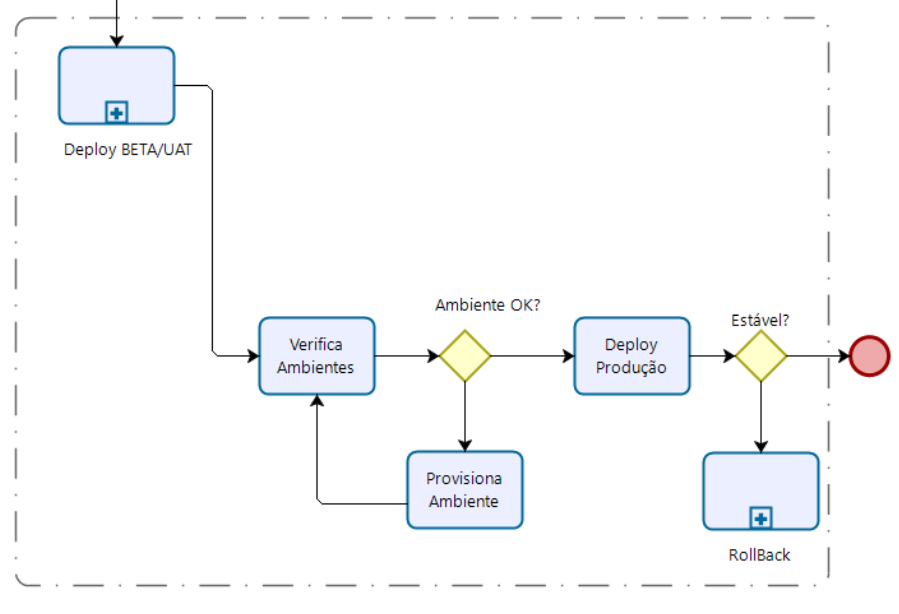 Deploy BETA/UAT
Ambiente OK?
Estável?
Verifica
Ambientes
Deploy
Produção
Provisiona
Ambiente
RollBack